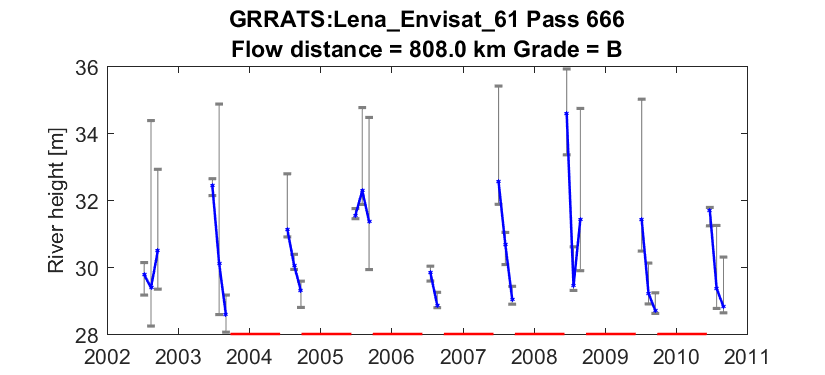 GRRATS:Lena_Envisat_61 Pass 666
Flow distance = 808.0 km Grade = B
River height [m]
36
34
32
30
28
2002 2003 2004 2005 2006 2007 2008 2009 2010 2011